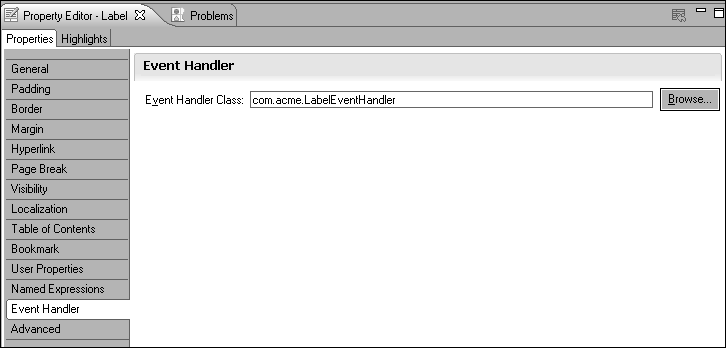 Property Editor - Label Problems
Properties Highlights
General
Padding
Border
Margin
Hyperlink
Page Break
Visibility
Localization
Table of Contents
Bookmark
User Properties
Named Expressions
Event Handler
Advanced
Event Handler
Event Handler Class: com.acme.LabelEventHandler Browse...